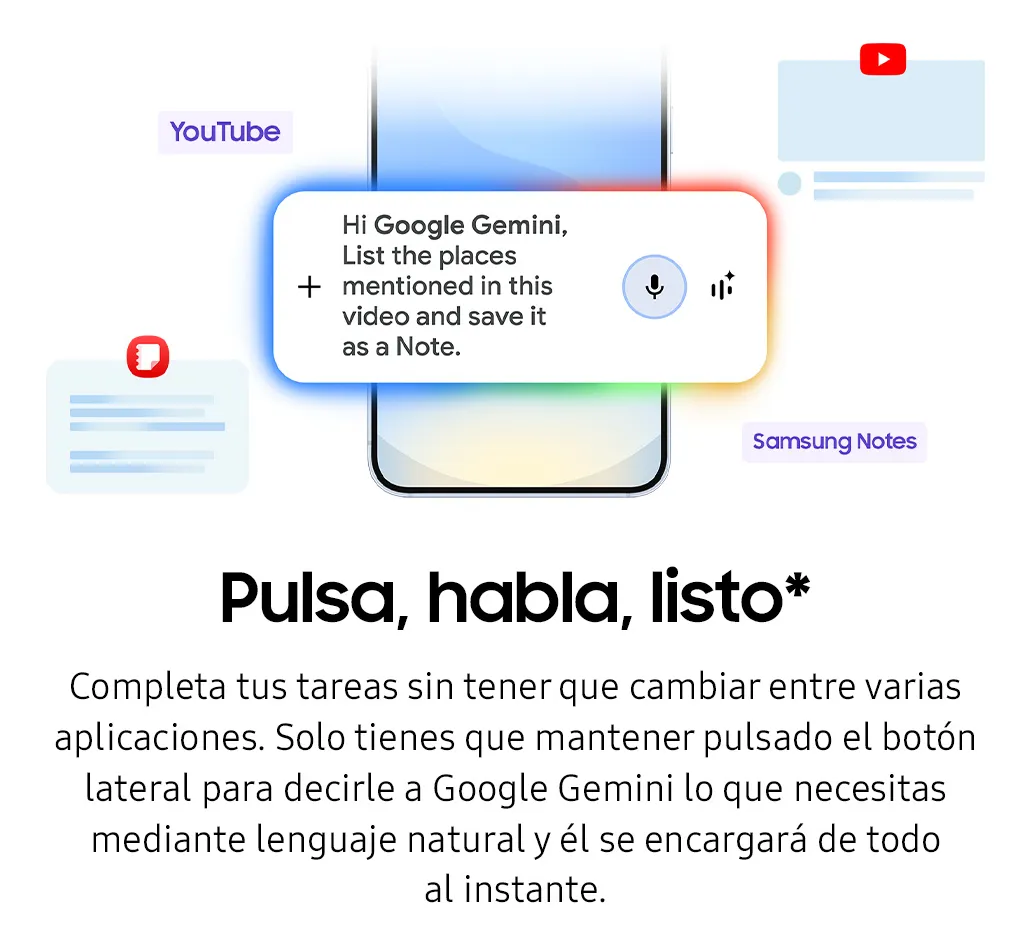 YouTube
Hi Google Gemini,
List the places
mentioned in this
video and save it
as a Note.
Samsung Notes
Pulsa, habla, listo*
Completa tus tareas sin tener que cambiar entre varias
aplicaciones. Solo tienes que mantener pulsado el botón
lateral para decirle a Google Gemini lo que necesitas
mediante lenguaje natural y él se encargará de todo
al instante.